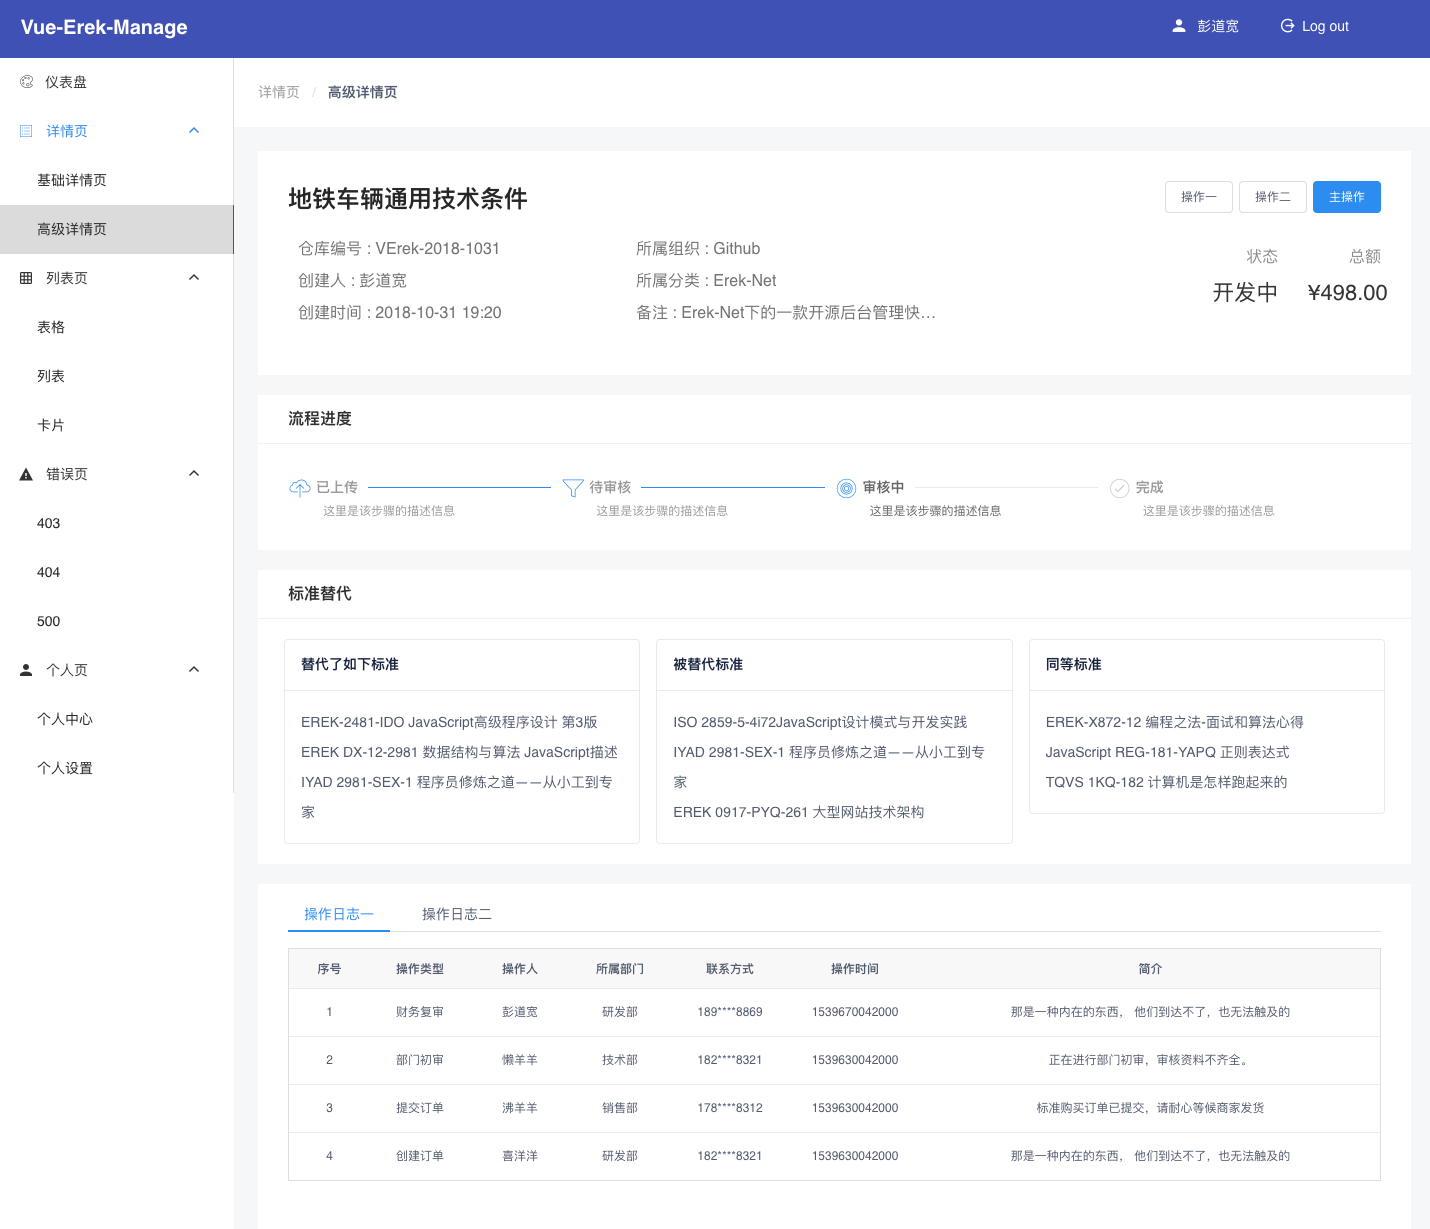 Vue-Erek-Manage
彭道宽
Log out
仪表盘
详情页
基础详情页
高级详情页
列表页
表格
列表
卡片
错误页
403
404
500
个人页
个人中心
个人设置
详情页 / 高级详情页
地铁车辆通用技术条件
操作一
操作二
主操作
仓库编号 : VErek-2018-1031
所属组织 : Github
创建人 : 彭道宽
所属分类 : Erek-Net
创建时间 : 2018-10-31 19:20
备注 : Erek-Net下的一款开源后台管理快...
状态
总额
开发中
¥498.00
流程进度
已上传
这里是该步骤的描述信息
待审核
这里是该步骤的描述信息
审核中
这里是该步骤的描述信息
完成
这里是该步骤的描述信息
标准替代
替代了如下标准
EREK-2481-IDO JavaScript高级程序设计 第3版
EREK DX-12-2981 数据结构与算法 JavaScript描述
IYAD 2981-SEX-1 程序员修炼之道——从小工到专
家
被替代标准
ISO 2859-5-4i72JavaScript设计模式与开发实践
IYAD 2981-SEX-1 程序员修炼之道——从小工到专
家
EREK 0917-PYQ-261 大型网站技术架构
同等标准
EREK-X872-12 编程之法-面试和算法心得
JavaScript REG-181-YAPQ 正则表达式
TQVS 1KQ-182 计算机是怎样跑起来的
操作日志一
操作日志二
序号 操作类型 操作人 所属部门 联系方式 操作时间 简介
1 财务复审 彭道宽 研发部 189****8869 1539670042000 那是一种内在的东西， 他们到达不了，也无法触及的
2 部门初审 懒羊羊 技术部 182****8321 1539630042000 正在进行部门初审，审核资料不齐全。
3 提交订单 沸羊羊 销售部 178****8312 1539630042000 标准购买订单已提交，请耐心等候商家发货
4 创建订单 喜洋洋 研发部 182****8321 1539630042000 那是一种内在的东西， 他们到达不了，也无法触及的